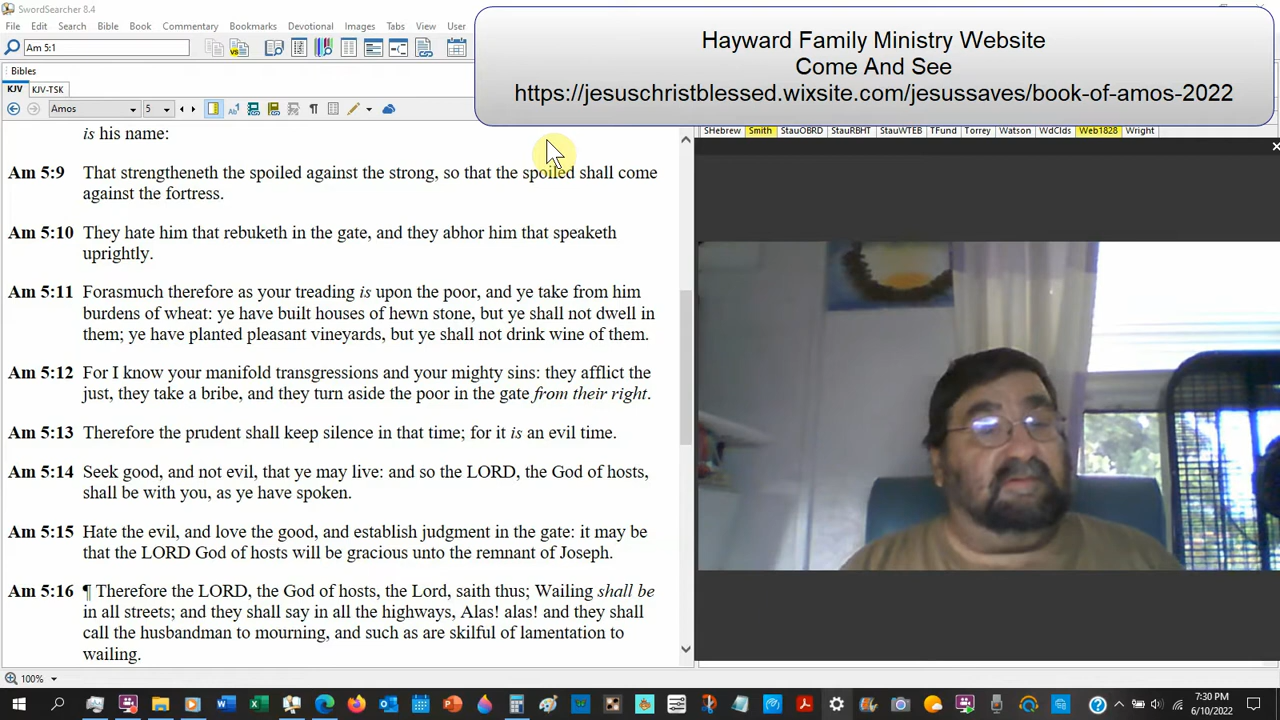 SwordSearcher 8.4
File Edit Search Bible Book Commentary Bookmarks Devotional Images Tabs View User
Am 5:1
Hayward Family Ministry Website
Come And See
https://jesuschristblessed.wixsite.com/jesussaves/book-of-amos-2022
Bibles
KJV KJV-TSK
Amos 5
SHebrew Smith StauOBRD StauRBHT StauWTEB TFund Torrey Watson WdClds Web1828 Wright
is his name:
Am 5:9 That strengtheneth the spoiled against the strong, so that the spoiled shall come
against the fortress.
Am 5:10 They hate him that rebuketh in the gate, and they abhor him that speaketh
uprightly.
Am 5:11 Forasmuch therefore as your treading is upon the poor, and ye take from him
burdens of wheat: ye have built houses of hewn stone, but ye shall not dwell in
them; ye have planted pleasant vineyards, but ye shall not drink wine of them.
Am 5:12 For I know your manifold transgressions and your mighty sins: they afflict the
just, they take a bribe, and they turn aside the poor in the gate from their right.
Am 5:13 Therefore the prudent shall keep silence in that time; for it is an evil time.
Am 5:14 Seek good, and not evil, that ye may live: and so the LORD, the God of hosts,
shall be with you, as ye have spoken.
Am 5:15 Hate the evil, and love the good, and establish judgment in the gate: it may be
that the LORD God of hosts will be gracious unto the remnant of Joseph.
Am 5:16 ¶ Therefore the LORD, the God of hosts, the Lord, saith thus; Wailing shall be
in all streets; and they shall say in all the highways, Alas! alas! and they shall
call the husbandman to mourning, and such as are skilful of lamentation to
wailing.
100%
7:30 PM
6/10/2022